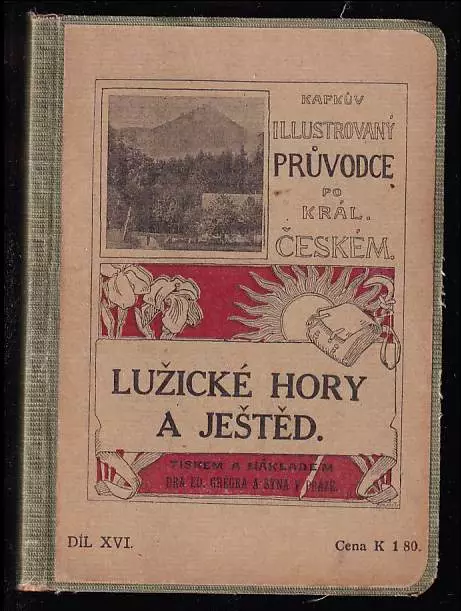 KAFKŮV
ILLUSTROVANÝ
PRŮVODCE
PO
KRÁL.
ČESKÉM.
LUŽICKÉ HORY
A JEŠTĚD.
TISKEM A NÁKLADEM
DRA ED. GRÉGRA A SYNA V PRAZE.
DÍL XVI.
Cena K 1 80.